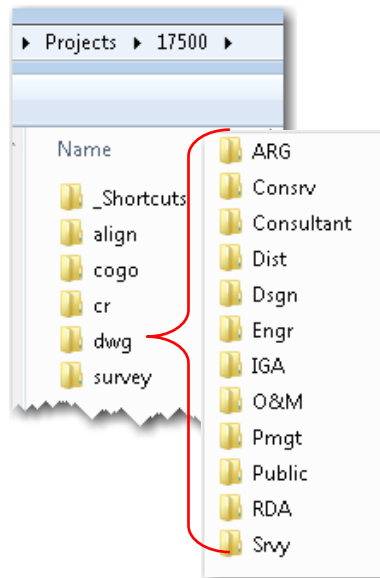 Projects 17500
Name
_Shortcuts
align
cogo
cr
dwg
survey
ARG
Consrv
Consultant
Dist
Dsgn
Engr
IGA
O&M
Pmgt
Public
RDA
Srvy